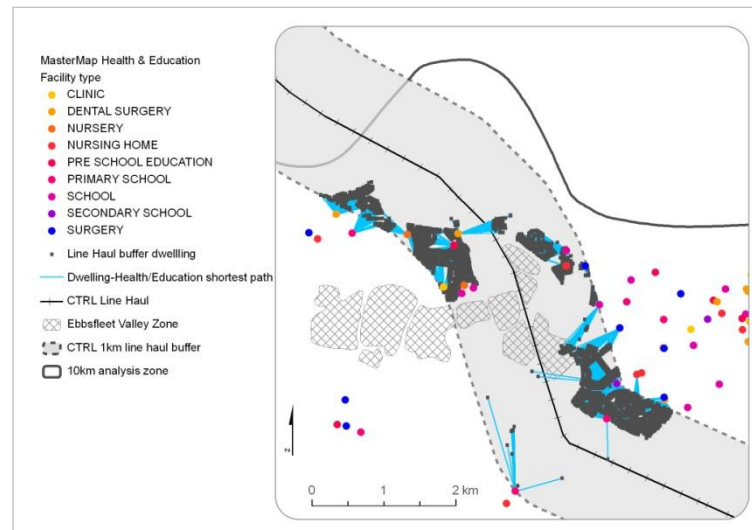 MasterMap Health & Education
Facility type
CLINIC
DENTAL SURGERY
NURSERY
NURSING HOME
PRE SCHOOL EDUCATION
PRIMARY SCHOOL
SCHOOL
SECONDARY SCHOOL
SURGERY
Line Haul buffer dwellling
Dwelling-Health/Education shortest path
CTRL Line Haul
Ebbsfleet Valley Zone
CTRL 1km line haul buffer
10km analysis zone
N
0 1 2 km